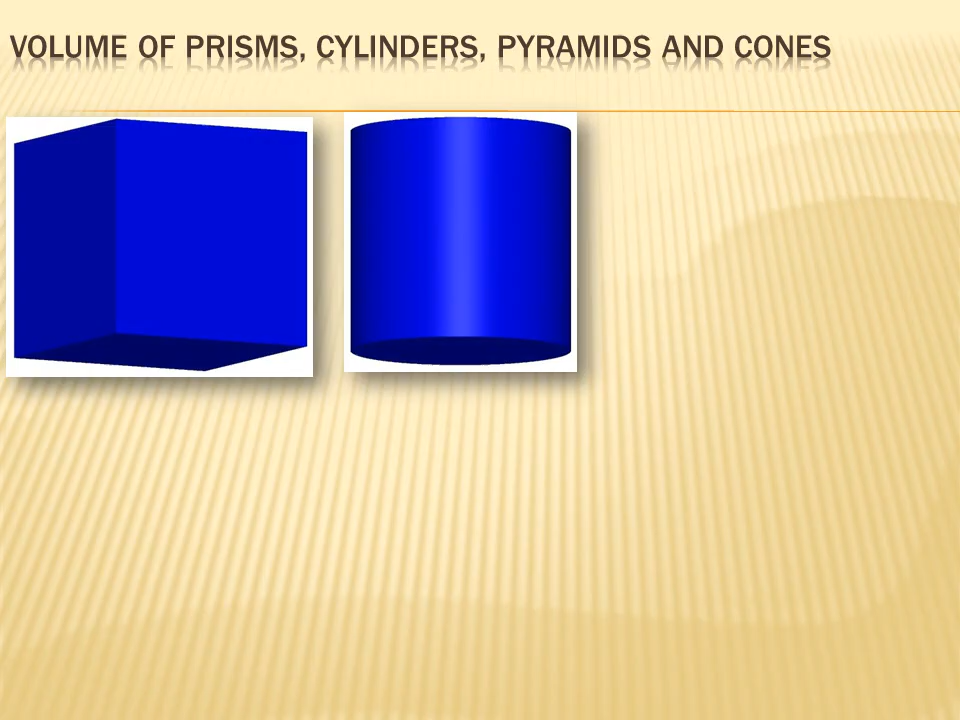 VOLUME OF PRISMS, CYLINDERS, PYRAMIDS AND CONES